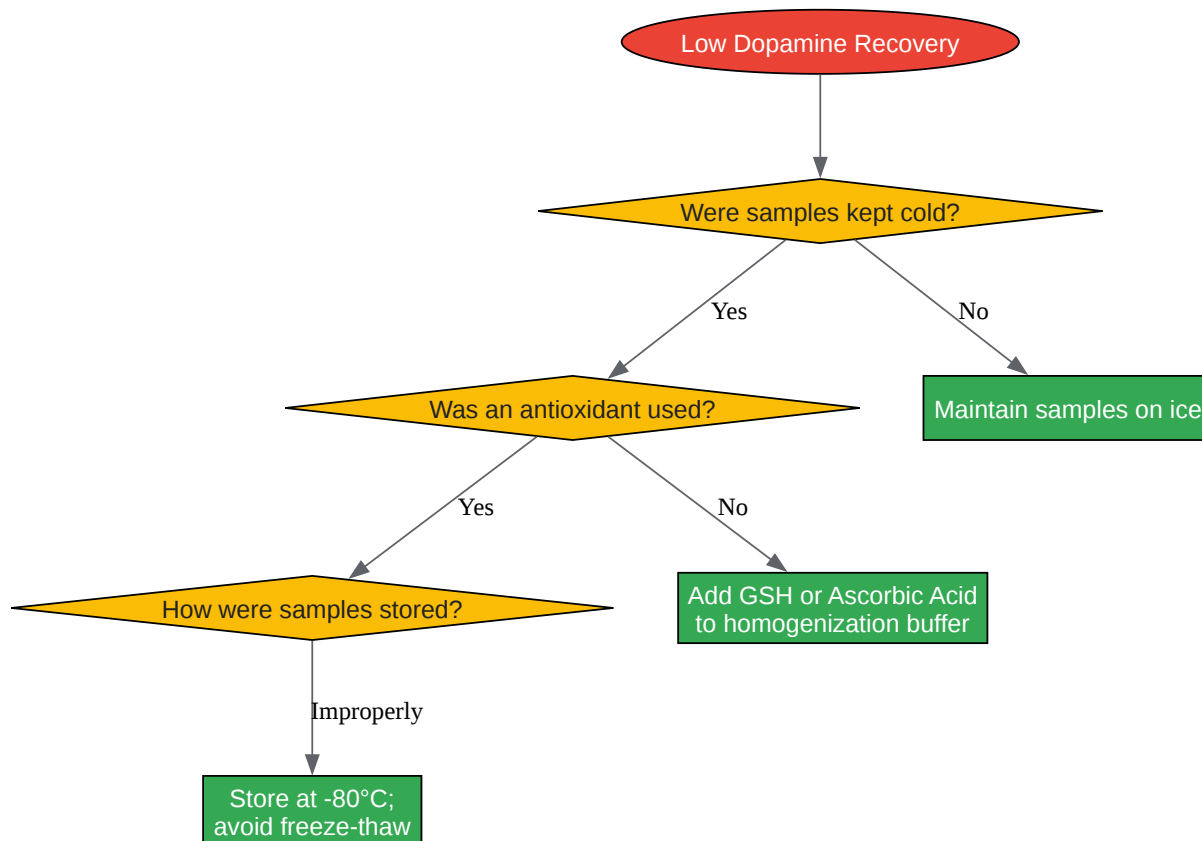 Low Dopamine Recovery
Were samples kept cold?
Yes
No
Was an antioxidant used?
Maintain samples on ice
Yes
No
How were samples stored?
Add GSH or Ascorbic Acid
to homogenization buffer
Improperly
Store at -80°C;
avoid freeze-thaw